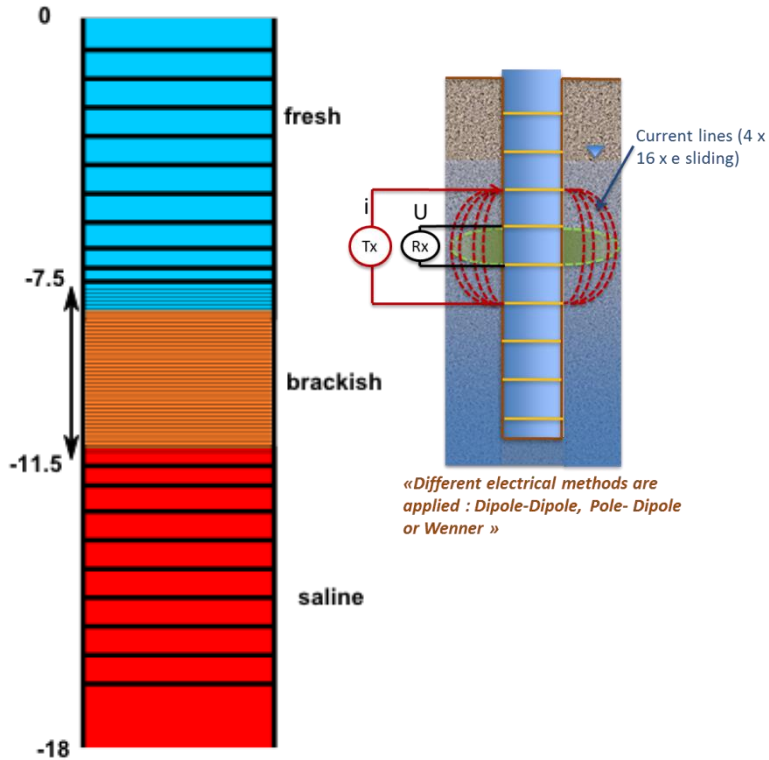 0
fresh
-7.5
brackish
-11.5
saline
-18
Current lines (4 x
16 x e sliding)
i
U
Tx
Rx
«Different electrical methods are
applied : Dipole-Dipole, Pole- Dipole
or Wenner »